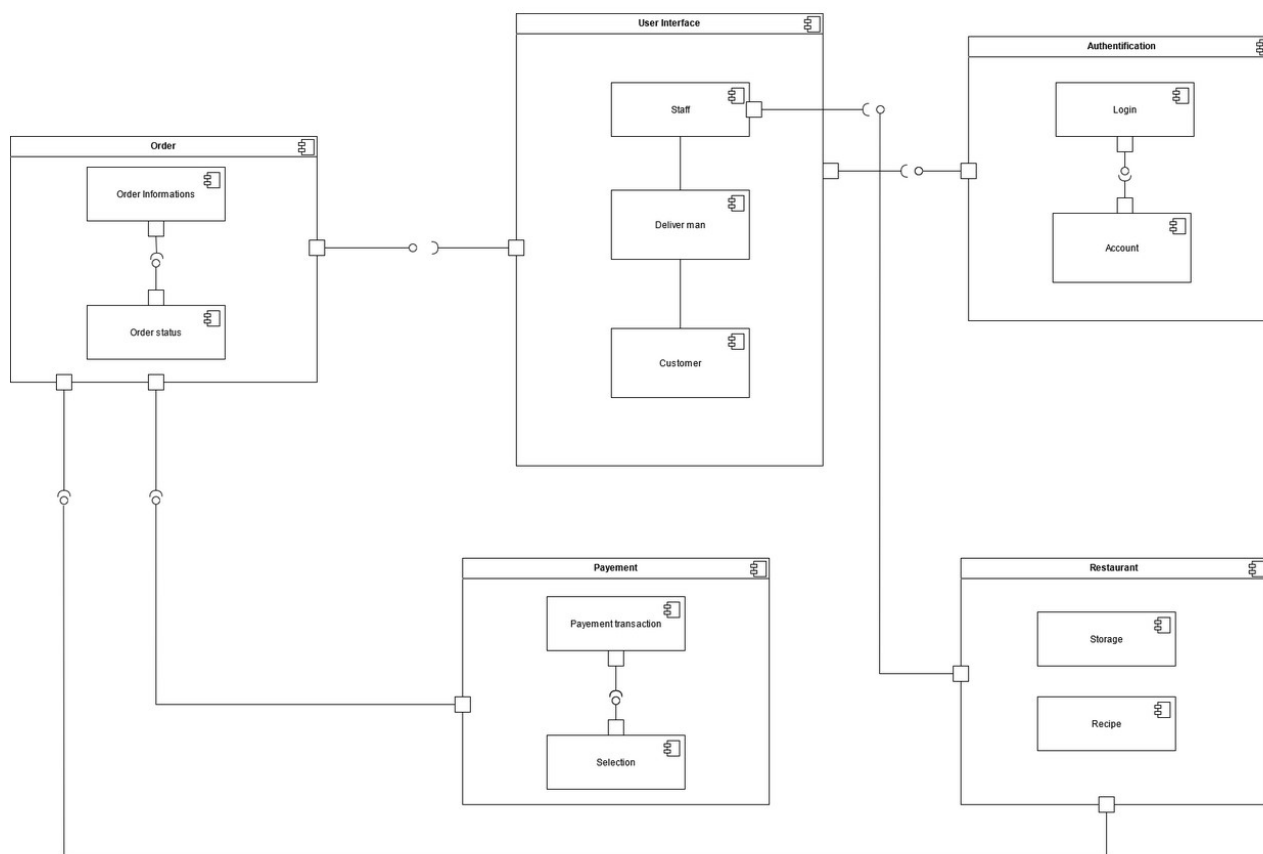 User Interface
Authentification
Staff
Login
Order
Order Informations
Deliver man
Account
Order status
Customer
Payement
Restaurant
Payement transaction
Storage
Recipe
Selection